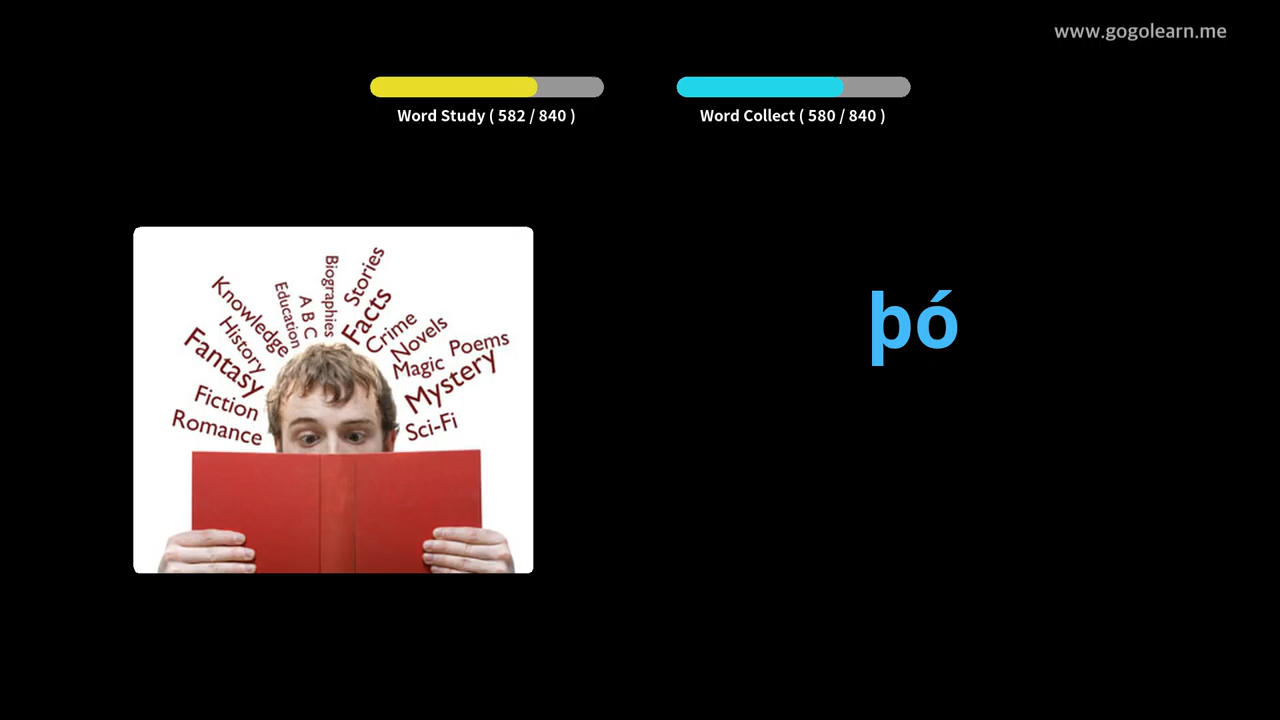 www.gogolearn.me
Word Study ( 582 / 840 )
Word Collect ( 580 / 840 )
þó
Stories
Biographies
Facts
A B C
Education
Knowledge
Crime
Novels
History
Poems
Magic
Fantasy
Mystery
Fiction
Sci-Fi
Romance